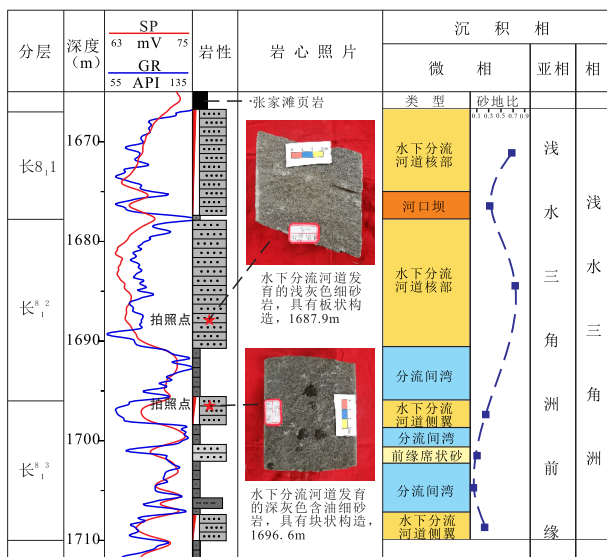 分层
深度
(m)
SP
63 mV 75
GR
55 API 135
岩性
岩心照片
沉积相
微相
亚相
相
类型
砂地比
0.1 0.3 0.7 0.9
张家滩页岩
长8₁1
长8₁2
长8₁3
1670
1680
1690
1700
1710
拍照点
拍照点
水下分流河道发
育的浅灰色细砂
岩，具有板状构
造，1687.9m
水下分流河道发育
的深灰色含油细砂
岩，具有块状构造，
1696.6m
水下分流
河道核部
河口坝
水下分流
河道核部
分流间湾
水下分流
河道侧翼
分流间湾
前缘席状砂
分流间湾
水下分流
河道侧翼
浅水三角洲前缘
浅水三角洲